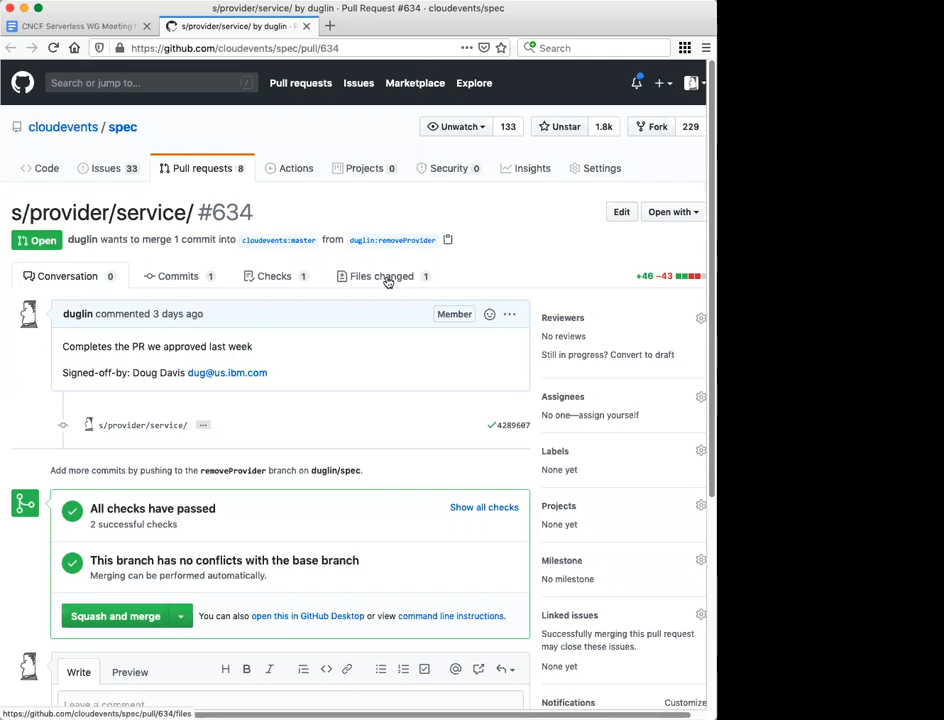 s/provider/service/ by duglin · Pull Request #634 · cloudevents/spec
CNCF Serverless WG Meeting
s/provider/service/ by duglin · P
https://github.com/cloudevents/spec/pull/634
Search
Search or jump to...
/
Pull requests
Issues
Marketplace
Explore
cloudevents / spec
Unwatch 133
Unstar 1.8k
Fork 229
Code
Issues 33
Pull requests 8
Actions
Projects 0
Security 0
Insights
Settings
s/provider/service/ #634
Edit
Open with
Open
duglin wants to merge 1 commit into cloudevents:master from duglin:removeProvider
Conversation 0
Commits 1
Checks 1
Files changed 1
+46 −43
duglin commented 3 days ago
Member
Completes the PR we approved last week
Signed-off-by: Doug Davis dug@us.ibm.com
s/provider/service/
4289607
Add more commits by pushing to the removeProvider branch on duglin/spec.
All checks have passed
2 successful checks
Show all checks
This branch has no conflicts with the base branch
Merging can be performed automatically.
Squash and merge
You can also open this in GitHub Desktop or view command line instructions.
Write
Preview
H B I
Leave a comment
Reviewers
No reviews
Still in progress? Convert to draft
Assignees
No one—assign yourself
Labels
None yet
Projects
None yet
Milestone
No milestone
Linked issues
Successfully merging this pull request
may close these issues.
None yet
Notifications
Customize
https://github.com/cloudevents/spec/pull/634/files